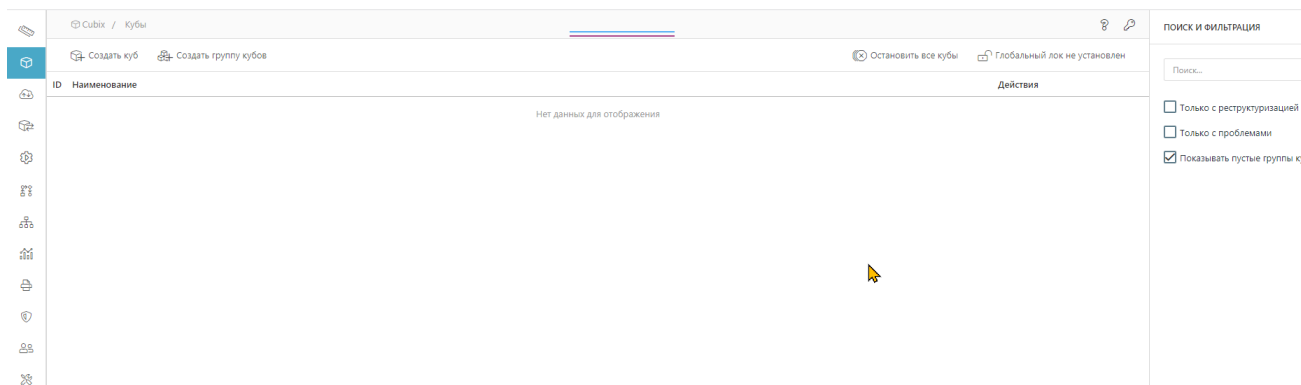 Cubix / Кубы
ПОИСК И ФИЛЬТРАЦИЯ
Создать куб Создать группу кубов Остановить все кубы Глобальный лок не установлен
Поиск...
ID Наименование Действия
Нет данных для отображения
Только с реструктуризацией
Только с проблемами
Показывать пустые группы